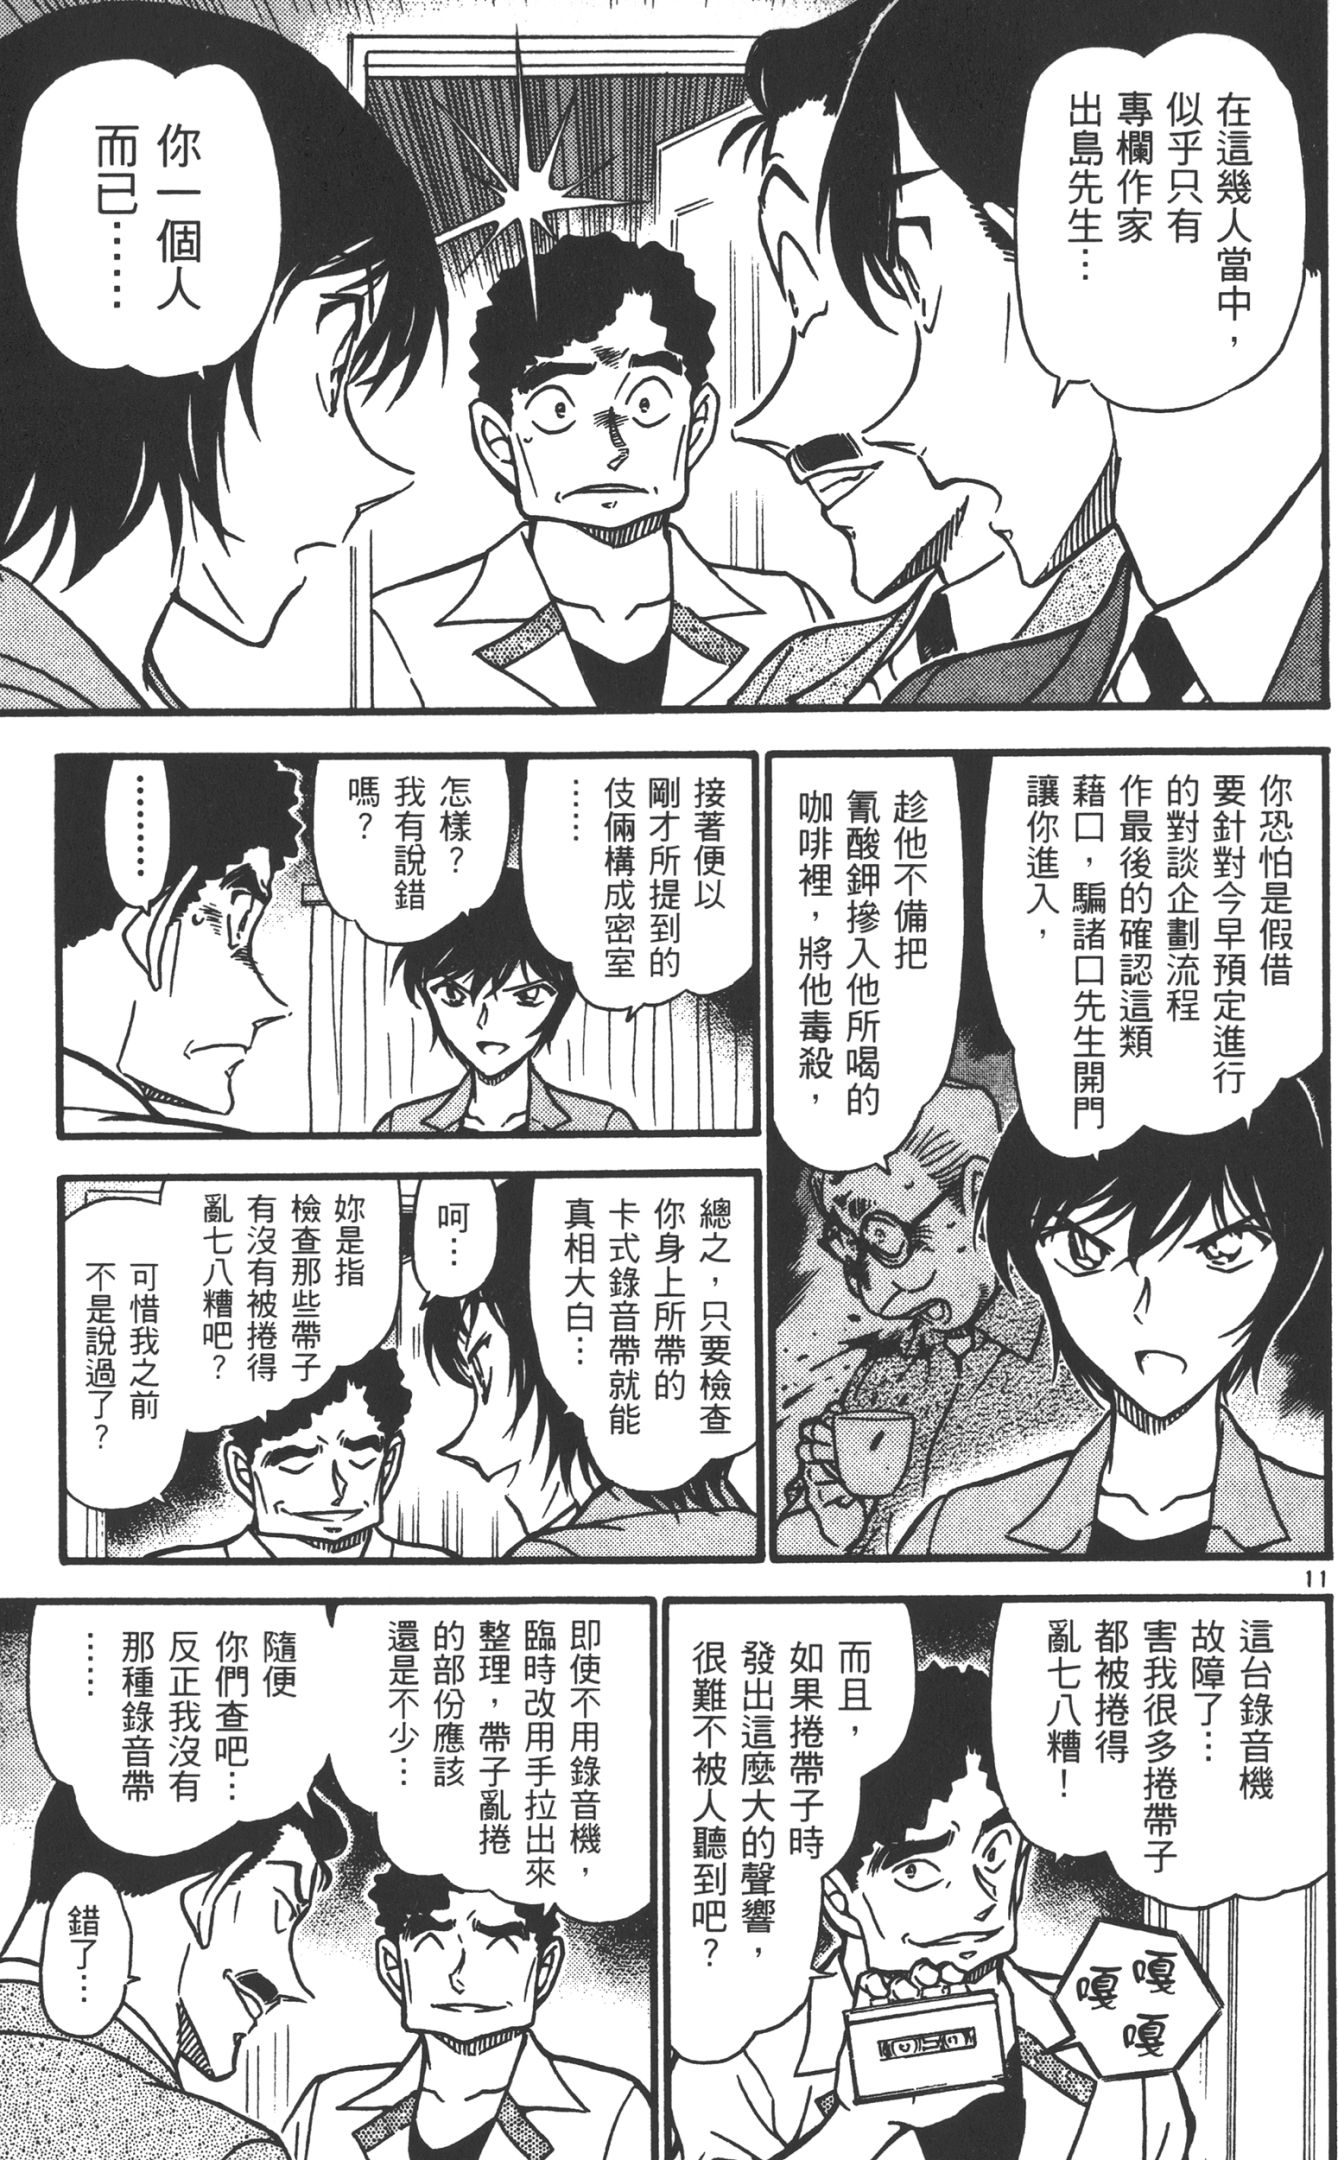 在這幾人當中，
似乎只有
專欄作家
出島先生…
你一個人
而已……
你恐怕是假借
要針對今早預定進行
的對談企劃流程
作最後的確認這類
藉口，騙諸口先生開門
讓你進入，
趁他不備把
氰酸鉀摻入他所喝的
咖啡裡，將他毒殺，
接著便以
剛才所提到的
伎倆構成密室
……
怎樣？
我有說錯
嗎？
………
總之，只要檢查
你身上所帶的
卡式錄音帶就能
真相大白…
呵…
妳是指
檢查那些帶子
有沒有被捲得
亂七八糟吧？
可惜我之前
不是說過了？
11
這台錄音機
故障了…
害我很多捲帶子
都被捲得
亂七八糟！
嘎
嘎
嘎
而且，
如果捲帶子時
發出這麼大的聲響，
很難不被人聽到吧？
即使不用錄音機，
臨時改用手拉出來
整理，帶子亂捲
的部份應該
還是不少…
隨便
你們查吧…
反正我沒有
那種錄音帶
……
錯了…